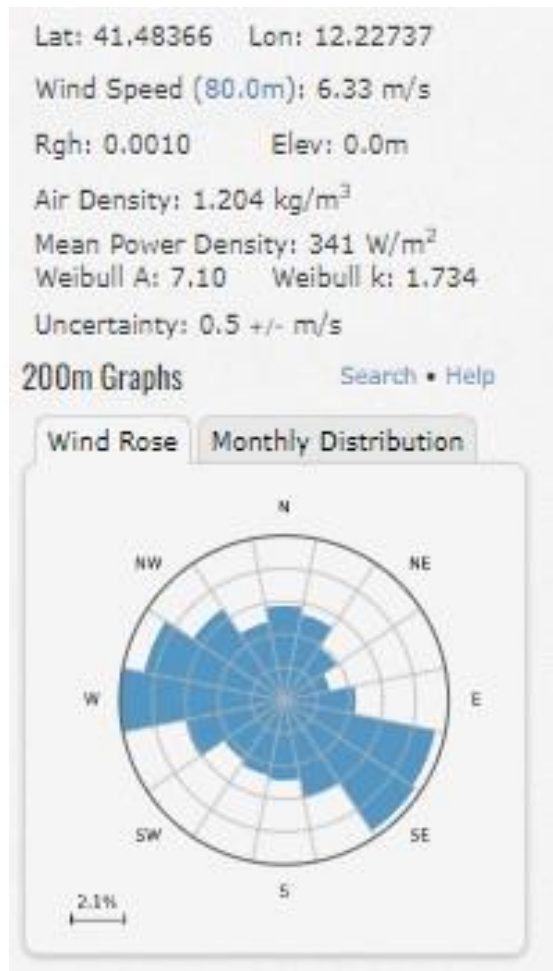 Lat: 41.48366 Lon: 12.22737
Wind Speed (80.0m): 6.33 m/s
Rgh: 0.0010 Elev: 0.0m
Air Density: 1.204 kg/m³
Mean Power Density: 341 W/m²
Weibull A: 7.10 Weibull k: 1.734
Uncertainty: 0.5 +/- m/s
200m Graphs Search • Help
Wind Rose Monthly Distribution
N
NW NE
W E
SW SE
S
2.1%